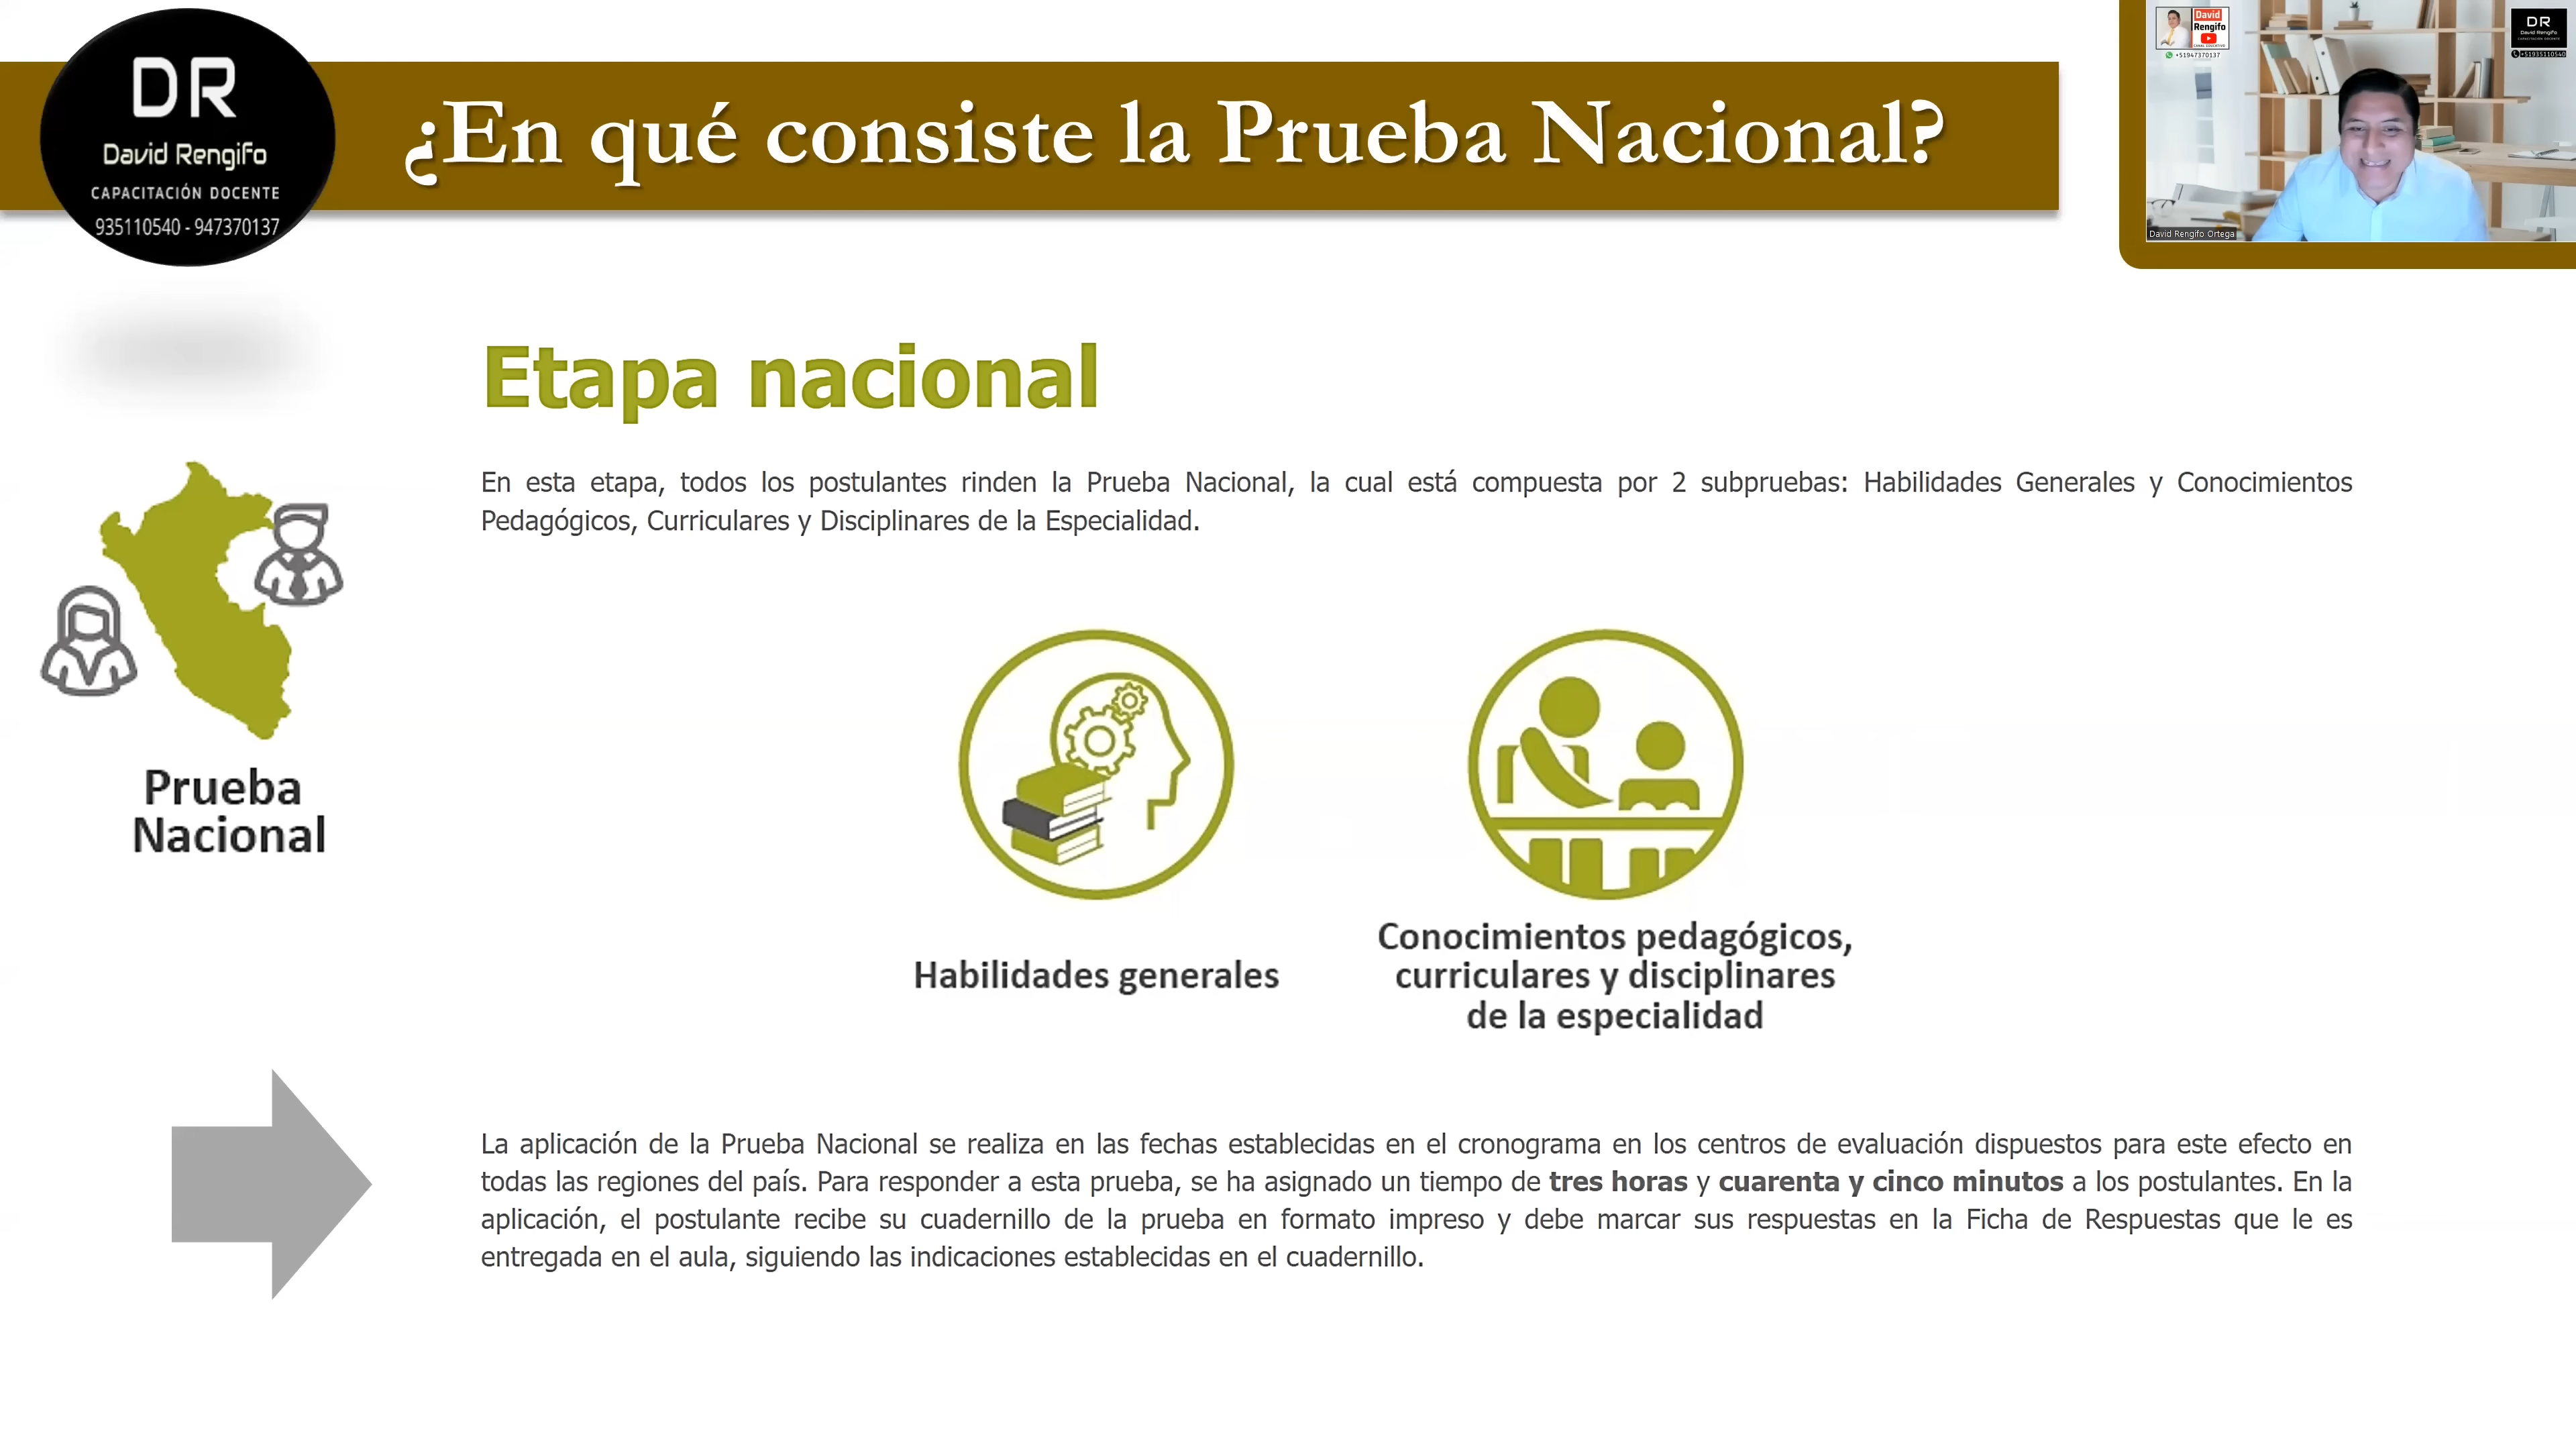 DR
David Rengifo
CAPACITACIÓN DOCENTE
935110540 - 947370137
¿En qué consiste la Prueba Nacional?
David
Rengifo
+51947370137
DR
David Rengifo
+51935110540
David Rengifo Ortega
Etapa nacional
En esta etapa, todos los postulantes rinden la Prueba Nacional, la cual está compuesta por 2 subpruebas: Habilidades Generales y Conocimientos
Pedagógicos, Curriculares y Disciplinares de la Especialidad.
Prueba
Nacional
Habilidades generales
Conocimientos pedagógicos,
curriculares y disciplinares
de la especialidad
La aplicación de la Prueba Nacional se realiza en las fechas establecidas en el cronograma en los centros de evaluación dispuestos para este efecto en
todas las regiones del país. Para responder a esta prueba, se ha asignado un tiempo de tres horas y cuarenta y cinco minutos a los postulantes. En la
aplicación, el postulante recibe su cuadernillo de la prueba en formato impreso y debe marcar sus respuestas en la Ficha de Respuestas que le es
entregada en el aula, siguiendo las indicaciones establecidas en el cuadernillo.